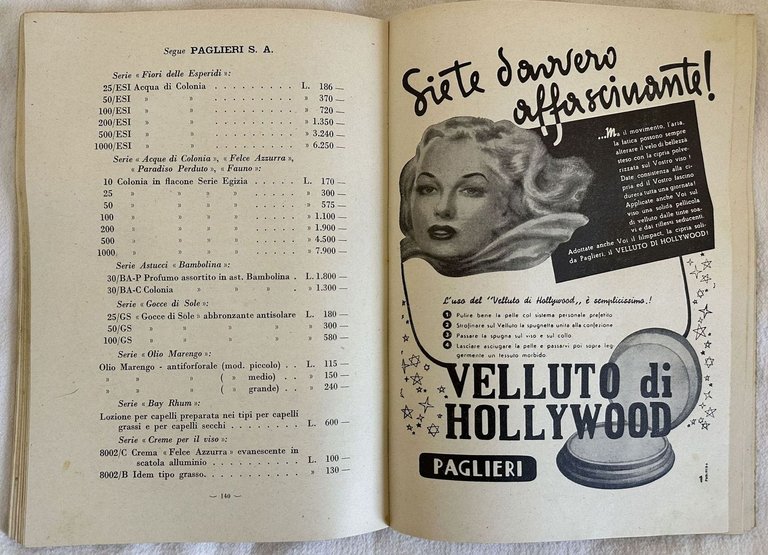 Segue PAGLIERI S. A.
Serie « Fiori delle Esperidi »:
25/ESI Acqua di Colonia . . . . . . . . . . L. 186 —
50/ESI » » . . . . . . . . . . » 370 —
100/ESI » » . . . . . . . . . . » 720 —
200/ESI » » . . . . . . . . . . » 1.350 —
500/ESI » » . . . . . . . . . . » 3.240 —
1000/ESI » » . . . . . . . . . . » 6.250 —
Serie « Acque di Colonia », « Felce Azzurra »,
« Paradiso Perduto », « Fauno »:
10 Colonia in flacone Serie Egizia . . . . . L. 170 —
25 » » » » . . . . . » 300 —
50 » » » » . . . . . » 575 —
100 » » » » . . . . . » 1.100 —
200 » » » » . . . . . » 1.900 —
500 » » » » . . . . . » 4.500 —
1000 » » » » . . . . . » 7.900 —
Serie Astucci « Bambolina »:
30/BA-P Profumo assortito in ast. Bambolina . L. 1.800 —
30/BA-C Colonia » » » » . » 1.300 —
Serie « Gocce di Sole »:
25/GS « Gocce di Sole » abbronzante antisolare L. 180 —
50/GS » » » » » 300 —
100/GS » » » » » 580 —
Serie « Olio Marengo »:
Olio Marengo - antiforforale (mod. piccolo) . . L. 115 —
» » » ( » medio) . . » 150 —
» » » ( » grande) . . » 240 —
Serie « Bay Rhum »:
Lozione per capelli preparata nei tipi per capelli
grassi e per capelli secchi . . . . . . . . L. 600 —
Serie « Creme per il viso »:
8002/C Crema « Felce Azzurra » evanescente in
scatola alluminio . . . . . . . . . . L. 100 —
8002/B Idem tipo grasso. . . . . . . . . . » 130 —
— 140 —
Siete davvero
affascinante!
...Ma il movimento, l'aria,
la fatica possono sempre
alterare il velo di bellezza
steso con la cipria polve-
rizzata sul Vostro viso!
Date consistenza alla ci-
pria ed il Vostro fascino
durerà tutta una giornata!
Applicate anche Voi sul
viso una solida pellicola
di velluto dalle tinte soa-
vi e dai riflessi seducenti.
Adottate anche Voi il filmpact. la cipria soli-
da Paglieri, il VELLUTO DI HOLLYWOOD!
L'uso del "Velluto di Hollywood,, è semplicissimo!
1 Pulire bene la pelle col sistema personale prefetito
2 Strofinare sul Velluto la spugnetta unita alla confezione
3 Passare la spugna sul viso e sul collo
4 Lasciare asciugare la pelle e passarvi poi sopra leg-
germente un tessuto morbido
VELLUTO di
HOLLYWOOD
PAGLIERI
1